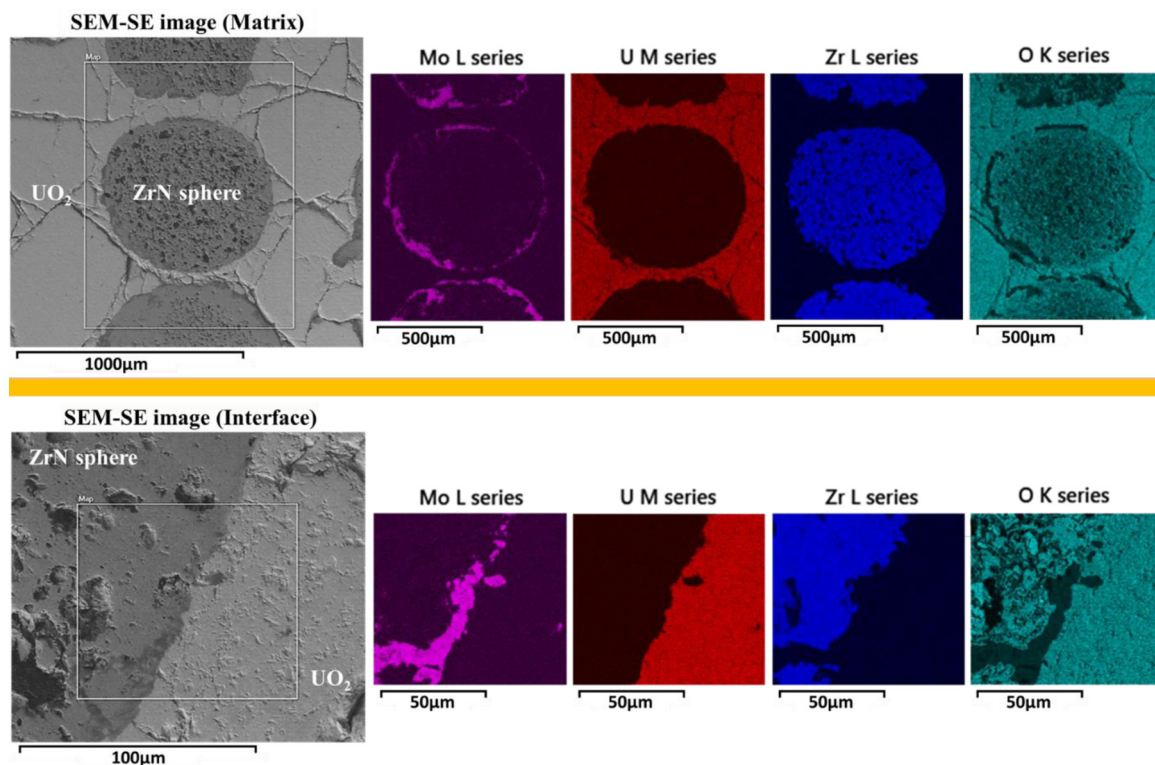 SEM-SE image (Matrix)
Mo L series
U M series
Zr L series
O K series
Map
UO2
ZrN sphere
1000μm
500μm
500μm
500μm
500μm
SEM-SE image (Interface)
ZrN sphere
Mo L series
U M series
Zr L series
O K series
Map
UO2
100μm
50μm
50μm
50μm
50μm